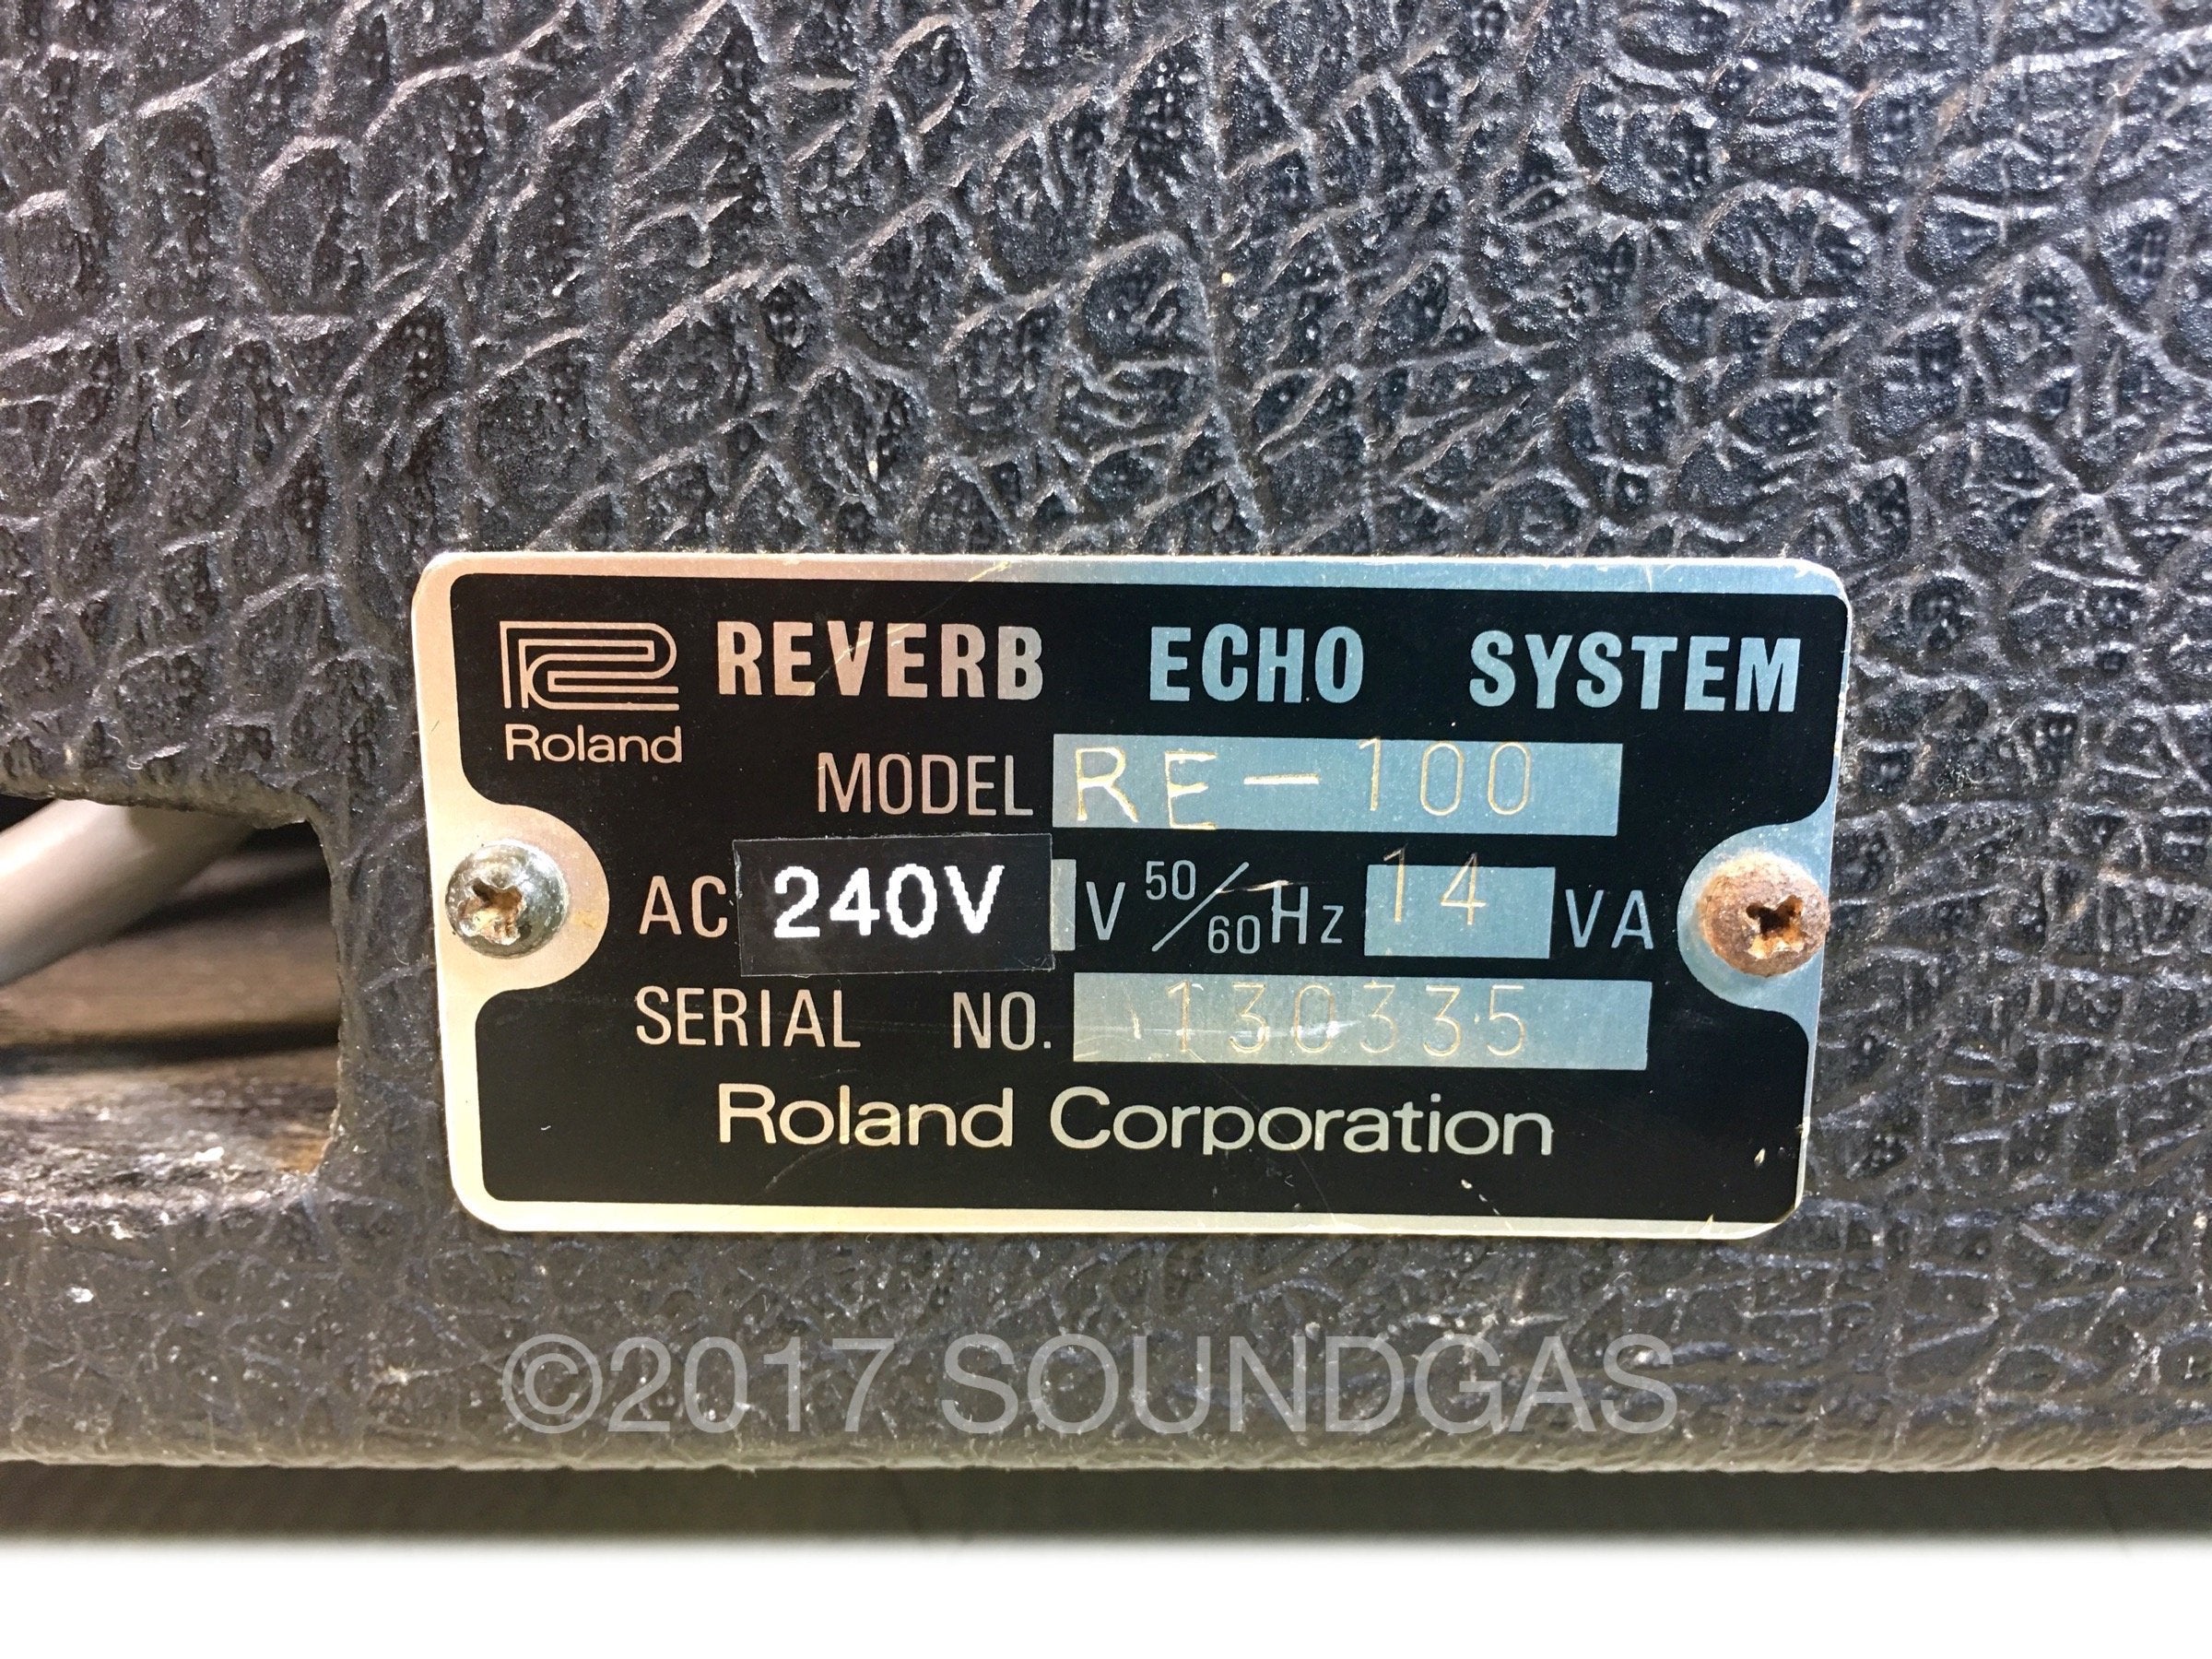 REVERB ECHO SYSTEM
Roland
MODEL RE-100
AC 240V V 50/60 Hz 14 VA
SERIAL NO. 130335
Roland Corporation
©2017 SOUNDGAS